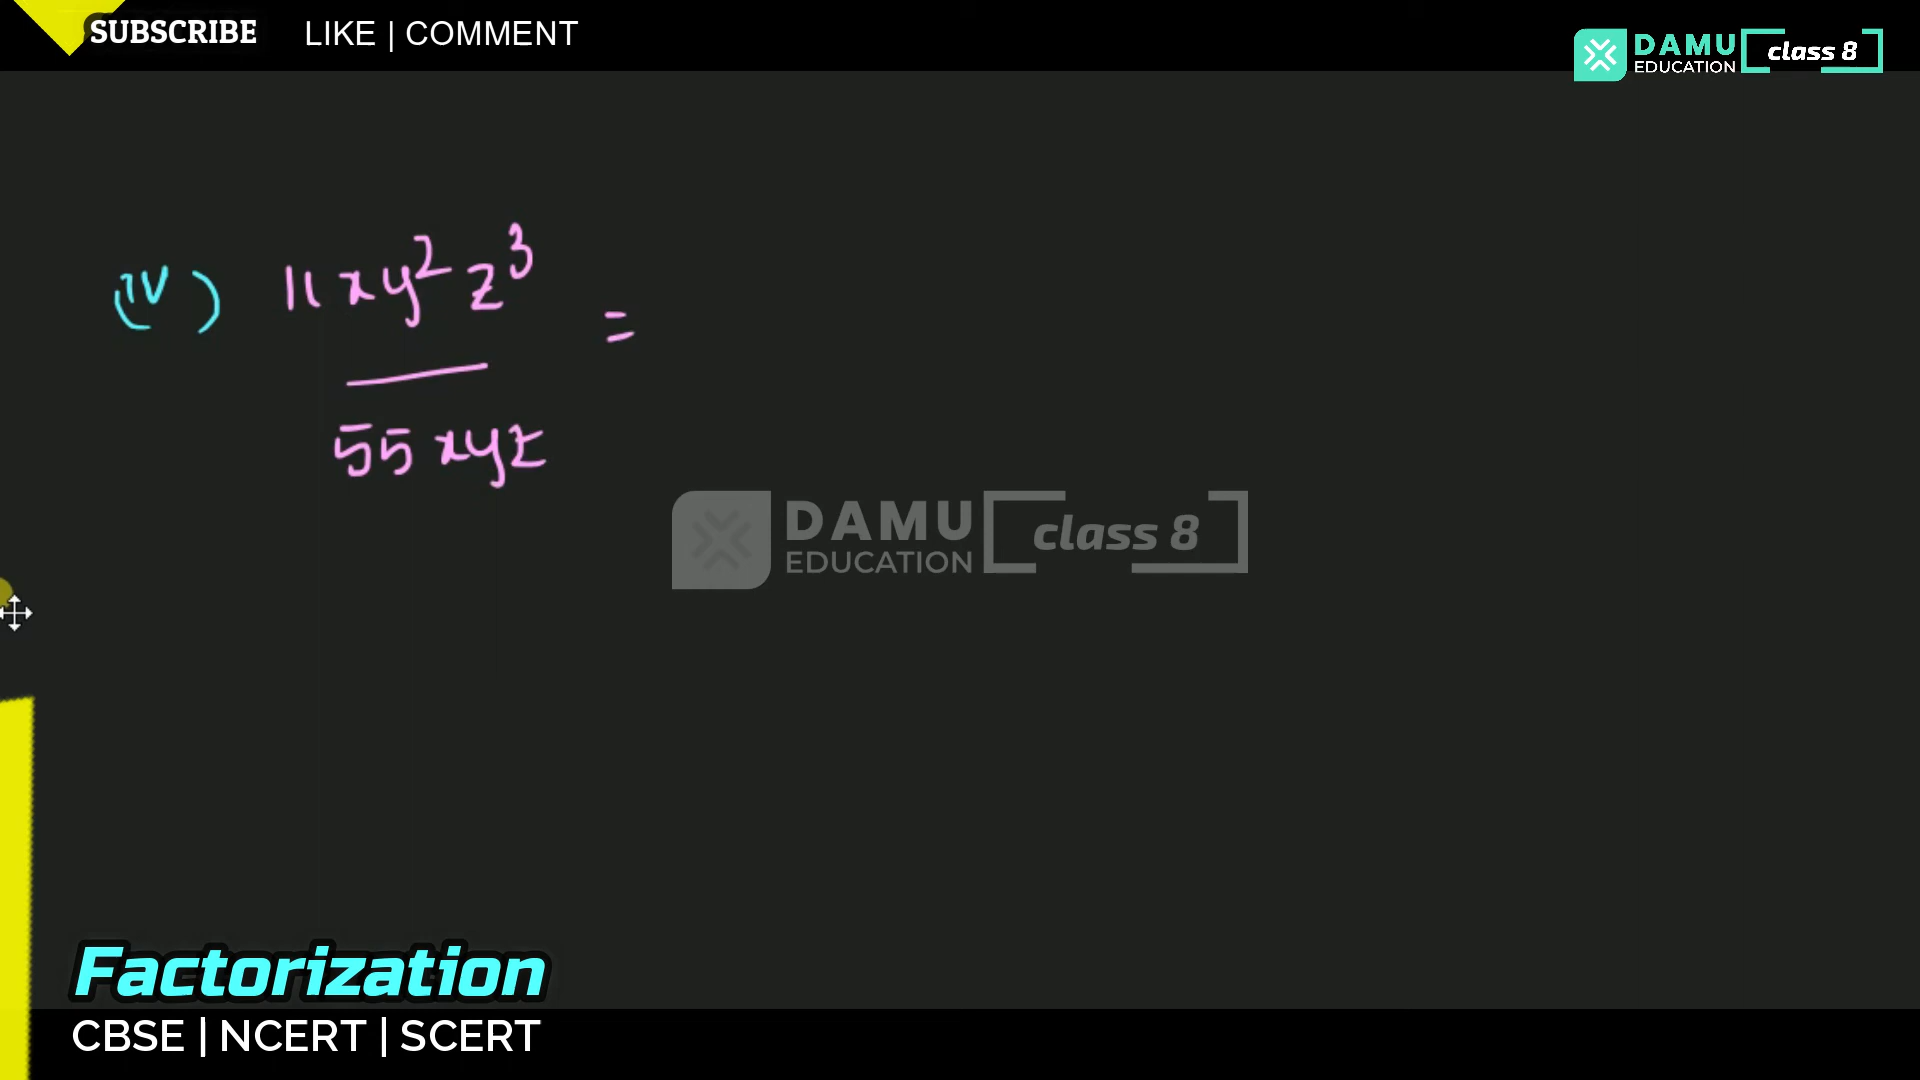 SUBSCRIBE LIKE | COMMENT
DAMU EDUCATION class 8
(IV) 11xy²z³
=
55xyz
DAMU EDUCATION class 8
Factorization
CBSE | NCERT | SCERT